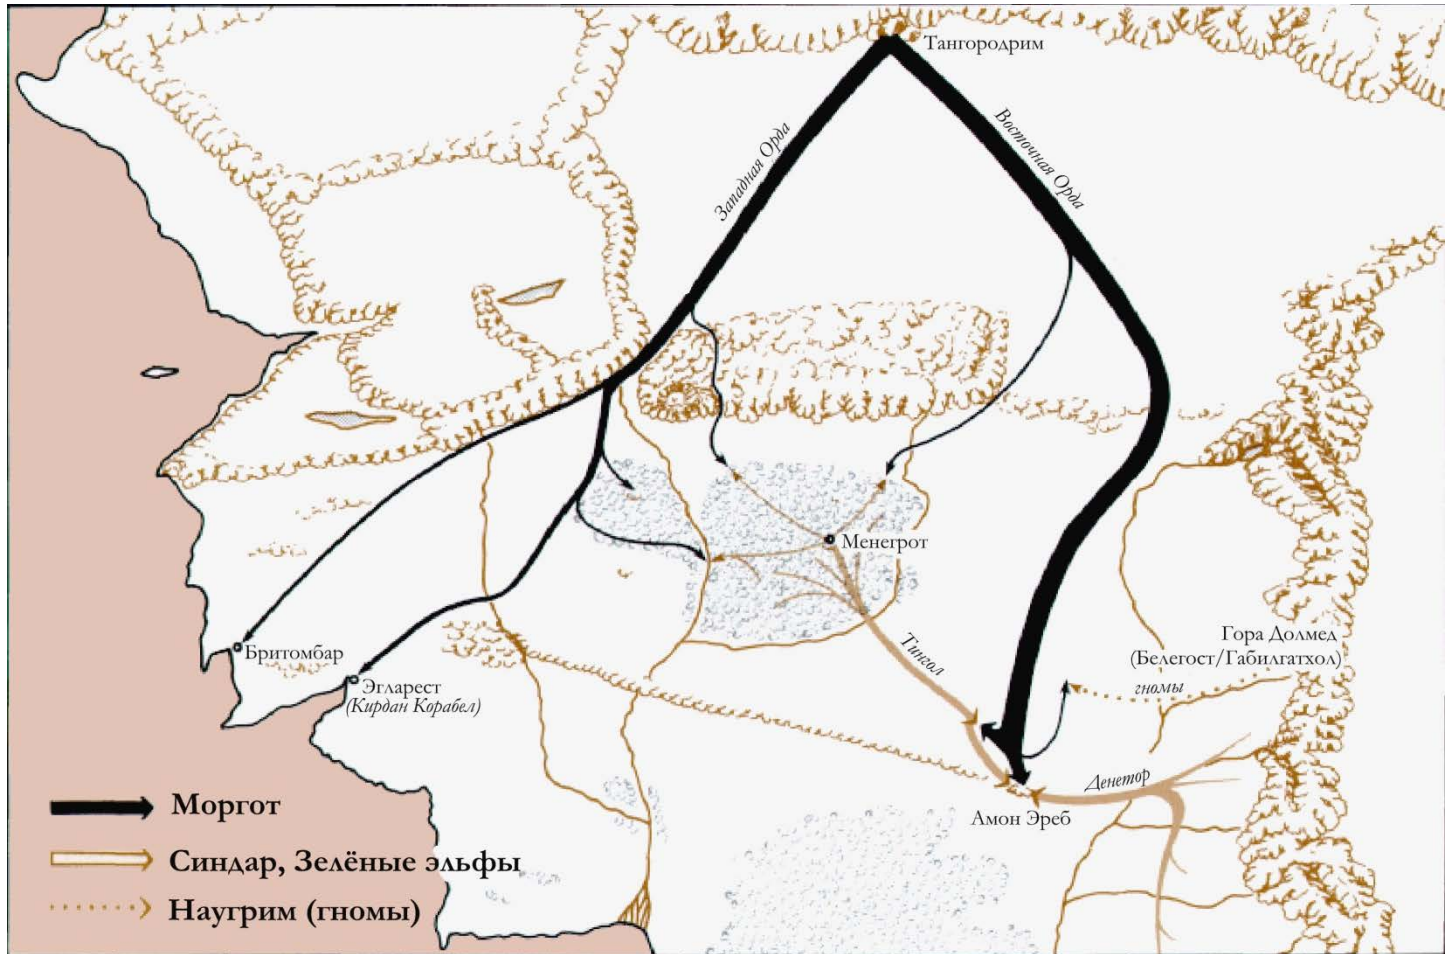 Тангородрим
Западная Орда
Восточная Орда
Менегрот
Бритомбар
Эгларест
(Кирдан Корабел)
Тингол
Гора Долмед
(Белегост/Габилгатхол)
гномы
Денетор
Амон Эреб
Моргот
Синдар, Зелёные эльфы
Наугрим (гномы)